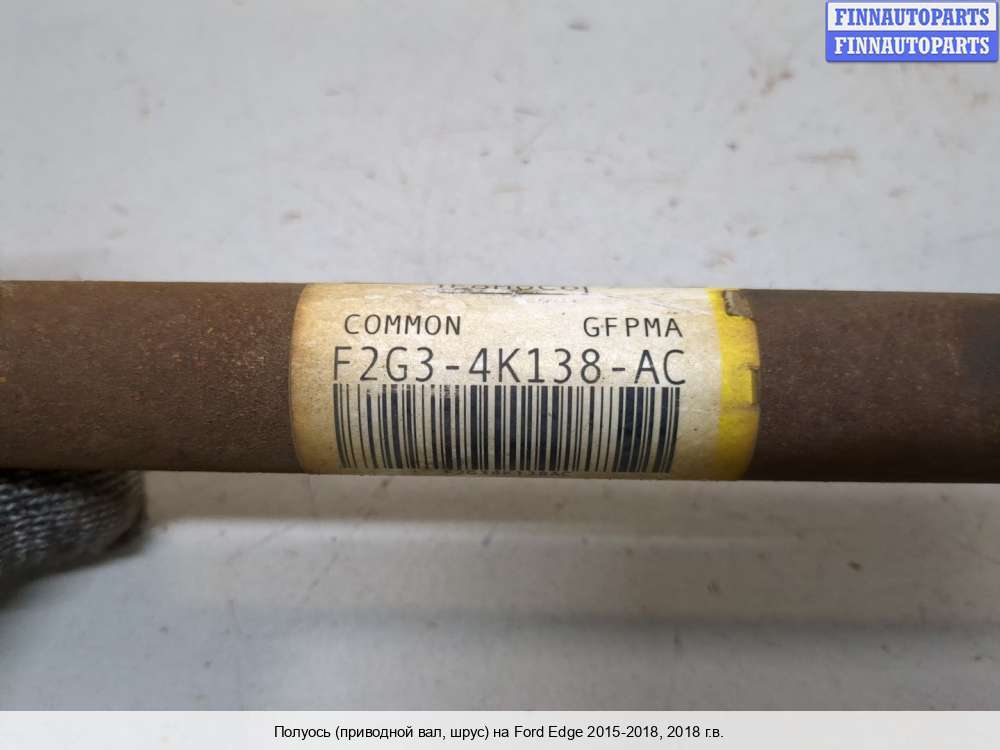 FINNAUTOPARTS
FINNAUTOPARTS
COMMON GFPMA
F2G3-4K138-AC
Полуось (приводной вал, шрус) на Ford Edge 2015-2018, 2018 г.в.